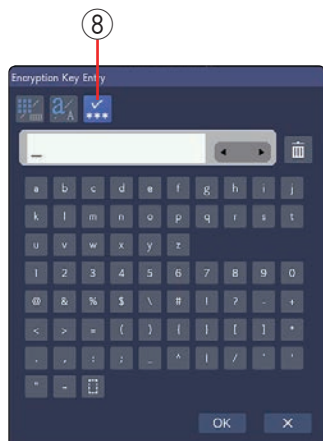 8
Encryption Key Entry
a/A
***
_
a b c d e f g h i j
k l m n o p q r s t
u v w x y z
1 2 3 4 5 6 7 8 9 0
@ & % $ \ # ! ? - +
< > = ( ) { } [ ] *
. , : ; _ ^ | / ' `
" ~
OK ×